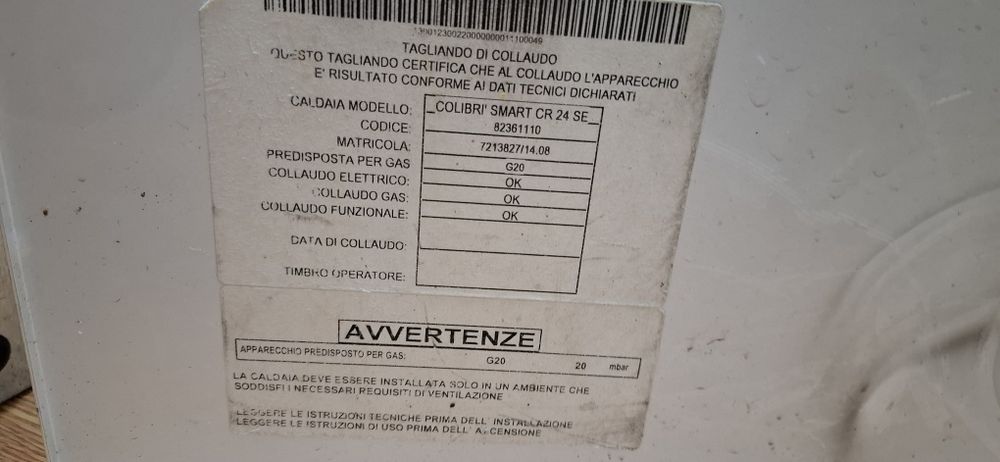 TAGLIANDO DI COLLAUDO
QUESTO TAGLIANDO CERTIFICA CHE AL COLLAUDO L'APPARECCHIO
E' RISULTATO CONFORME AI DATI TECNICI DICHIARATI
CALDAIA MODELLO: _COLIBRI' SMART CR 24 SE_
CODICE: 82361110
MATRICOLA: 7213827/14.08
PREDISPOSTA PER GAS G20
COLLAUDO ELETTRICO: OK
COLLAUDO GAS: OK
COLLAUDO FUNZIONALE: OK
DATA DI COLLAUDO:
TIMBRO OPERATORE:
AVVERTENZE
APPARECCHIO PREDISPOSTO PER GAS: G20 20 mbar
LA CALDAIA DEVE ESSERE INSTALLATA SOLO IN UN AMBIENTE CHE
SODDISFI I NECESSARI REQUISITI DI VENTILAZIONE
LEGGERE LE ISTRUZIONI TECNICHE PRIMA DELL' INSTALLAZIONE
LEGGERE LE ISTRUZIONI DI USO PRIMA DELL' ACCENSIONE